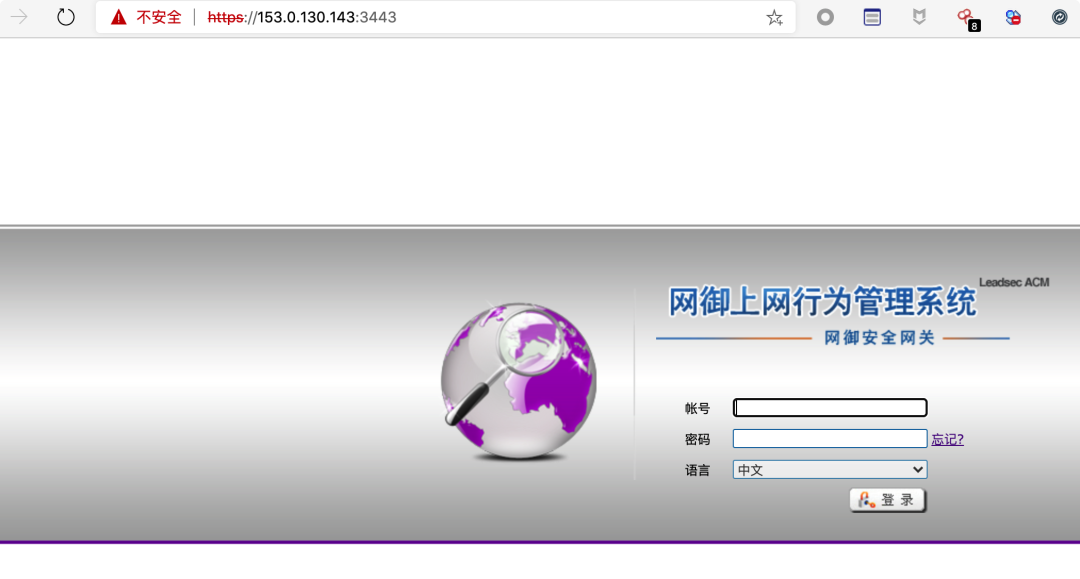 不安全 https://153.0.130.143:3443
8
Leadsec ACM
网御上网行为管理系统
网御安全网关
帐号
密码 忘记?
语言 中文
登 录